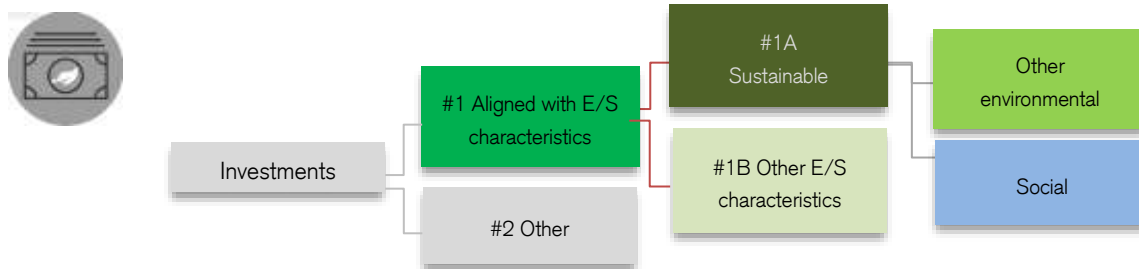 Investments
#1 Aligned with E/S
characteristics
#2 Other
#1A
Sustainable
#1B Other E/S
characteristics
Other
environmental
Social